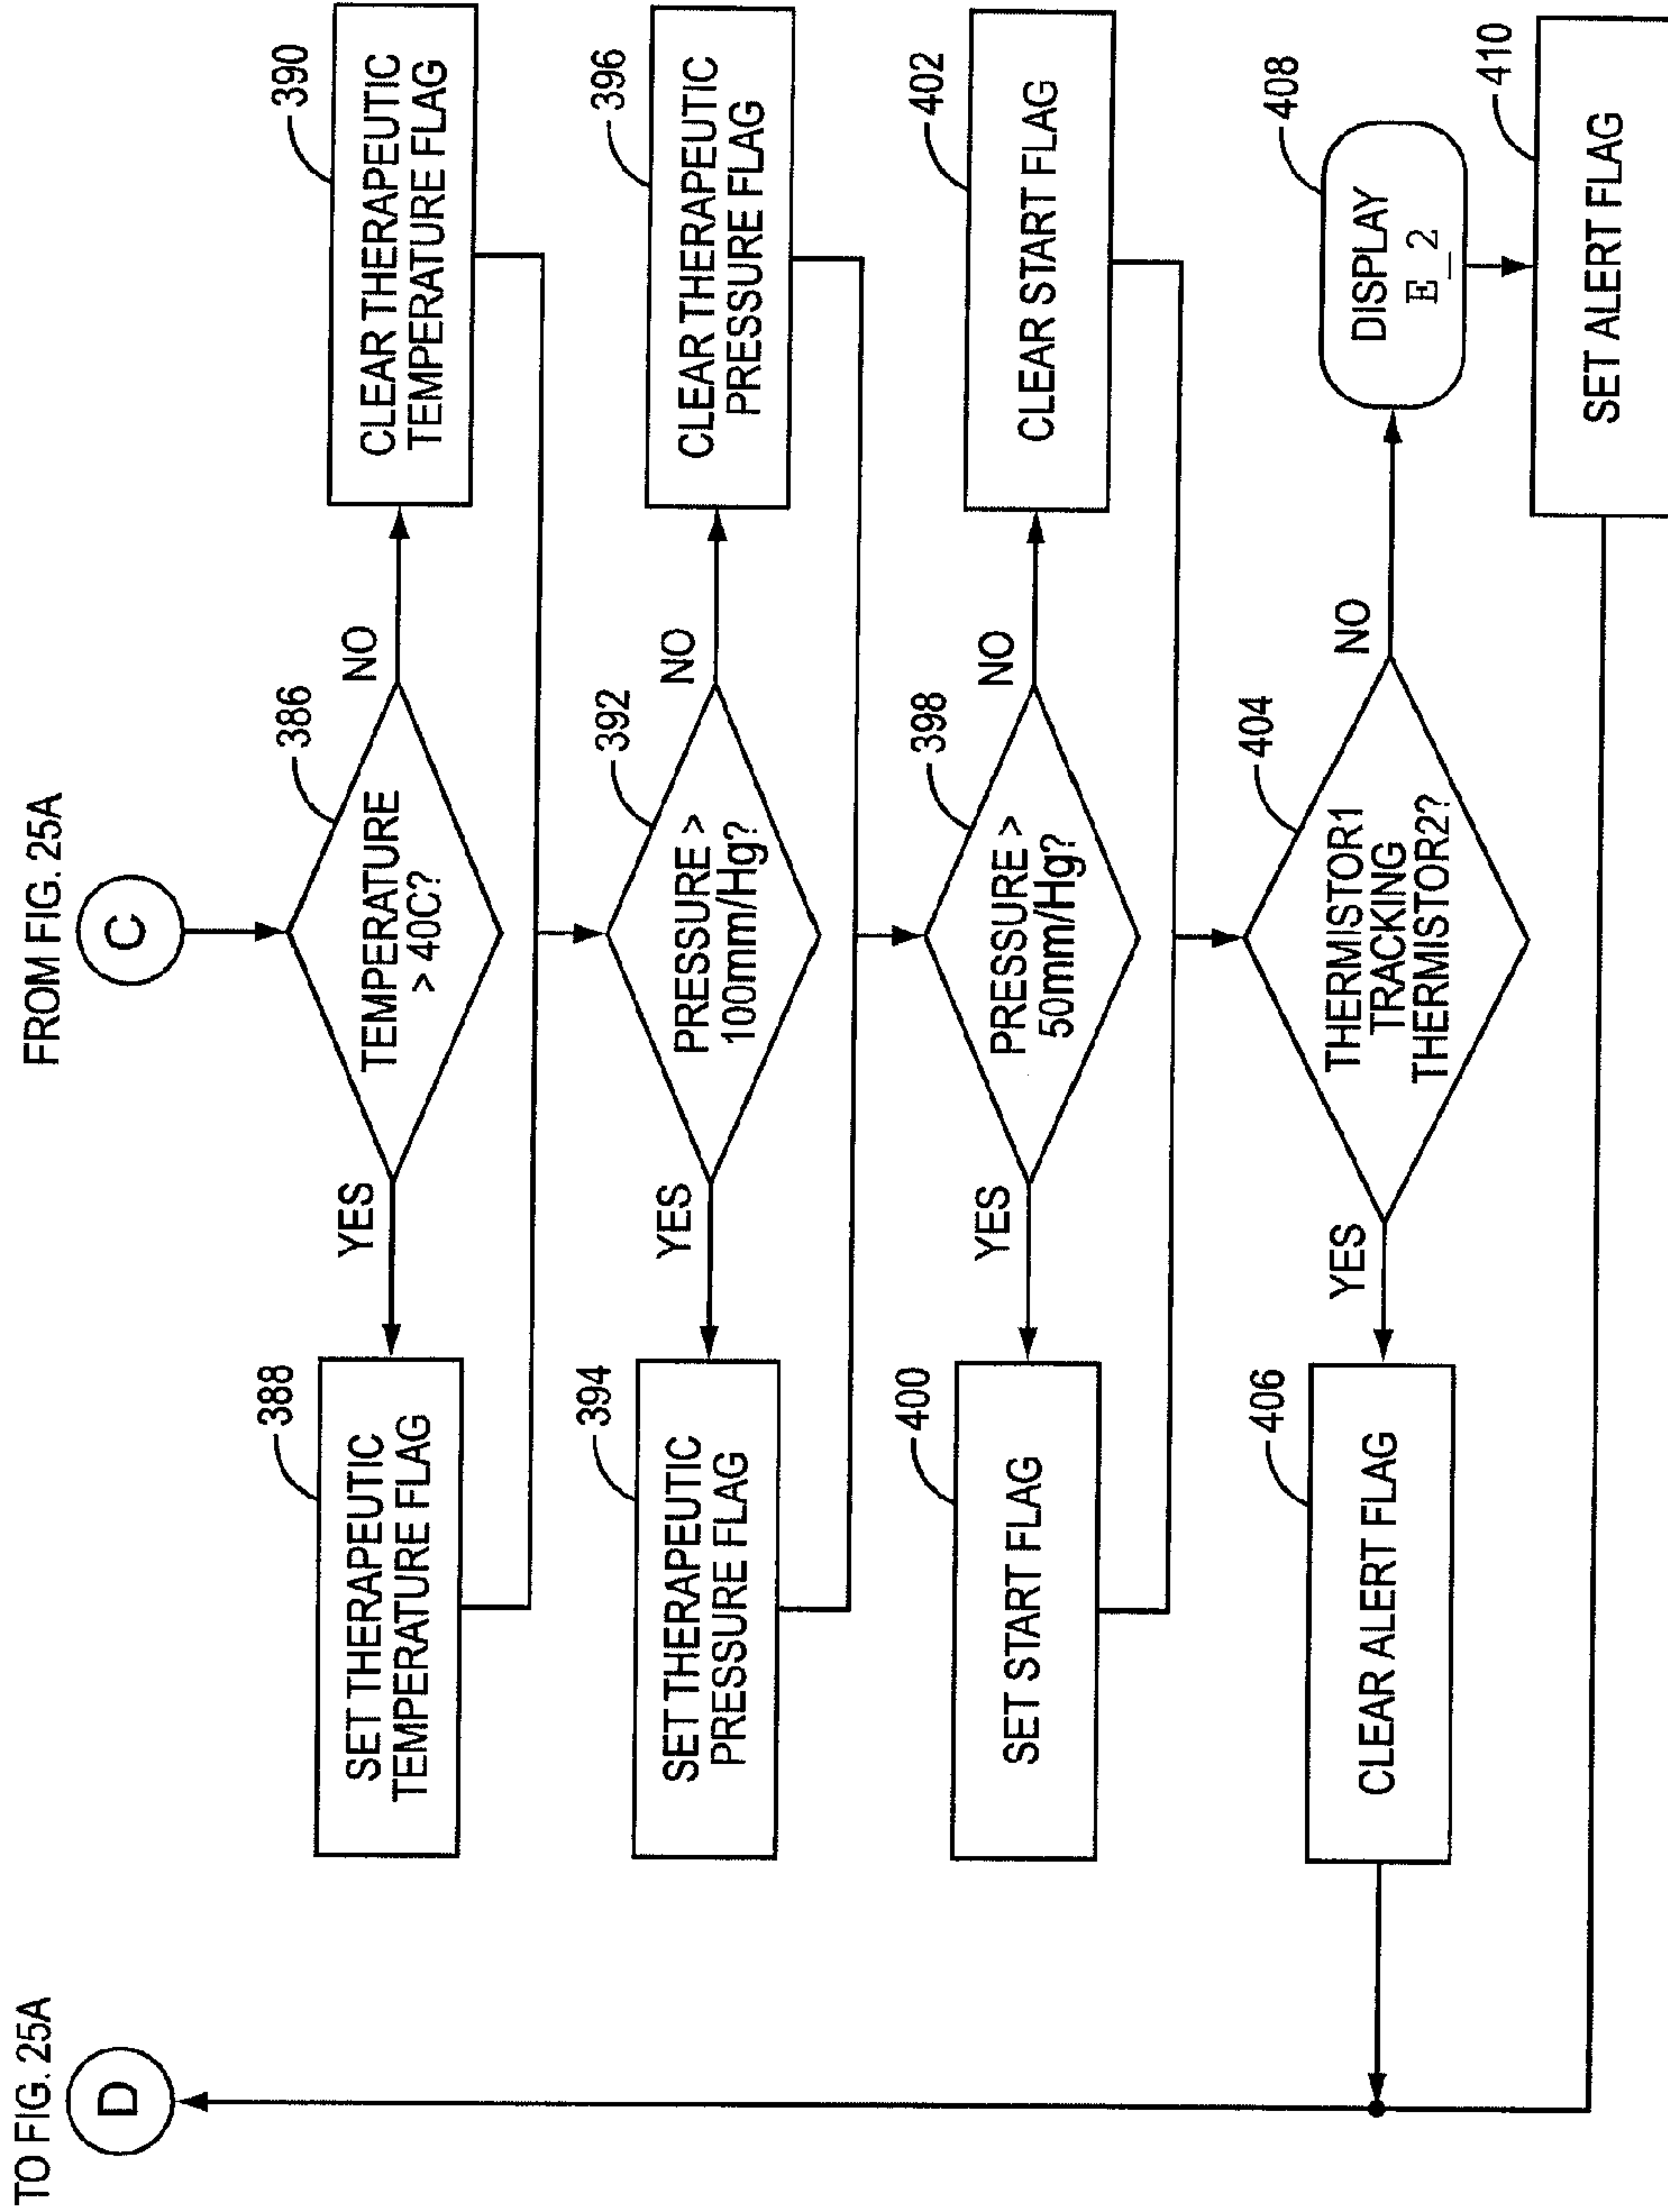 TO FIG. 25A
D
FROM FIG. 25A
C
386
TEMPERATURE
> 40C?
YES
NO
388
SET THERAPEUTIC
TEMPERATURE FLAG
390
CLEAR THERAPEUTIC
TEMPERATURE FLAG
392
PRESSURE >
100mm/Hg?
YES
NO
394
SET THERAPEUTIC
PRESSURE FLAG
396
CLEAR THERAPEUTIC
PRESSURE FLAG
398
PRESSURE >
50mm/Hg?
YES
NO
400
SET START FLAG
402
CLEAR START FLAG
404
THERMISTOR1
TRACKING
THERMISTOR2?
YES
NO
406
CLEAR ALERT FLAG
408
DISPLAY
E_2
410
SET ALERT FLAG